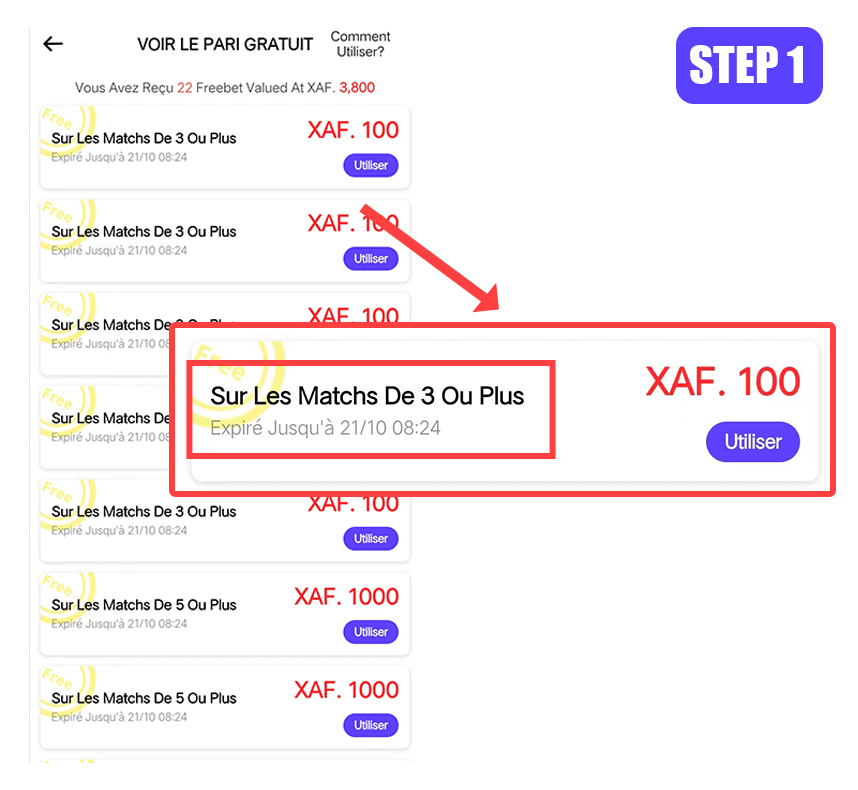 VOIR LE PARI GRATUIT
Comment
Utiliser?
STEP 1
Vous Avez Reçu 22 Freebet Valued At XAF. 3,800
Free
Sur Les Matchs De 3 Ou Plus
Expiré Jusqu'à 21/10 08:24
XAF. 100
Utiliser
Free
Sur Les Matchs De 3 Ou Plus
Expiré Jusqu'à 21/10 08:24
XAF. 100
Utiliser
Free
Sur Les Matchs De
Expiré Jusqu'à 21/10 08
XAF. 100
Free
Sur Les Matchs De 3 Ou Plus
Expiré Jusqu'à 21/10 08:24
XAF. 100
Utiliser
Free
Sur Les Matchs De
Expiré Jusqu'à 21/10 08
Free
Sur Les Matchs De 3 Ou Plus
Expiré Jusqu'à 21/10 08:24
XAF. 100
Utiliser
Free
Sur Les Matchs De 5 Ou Plus
Expiré Jusqu'à 21/10 08:24
XAF. 1000
Utiliser
Free
Sur Les Matchs De 5 Ou Plus
Expiré Jusqu'à 21/10 08:24
XAF. 1000
Utiliser